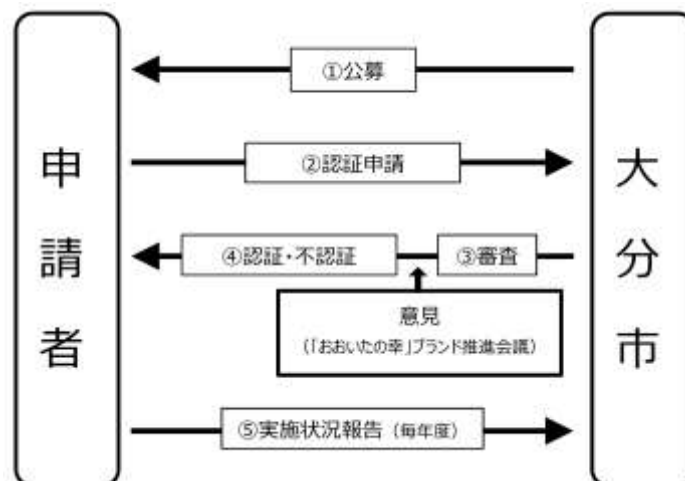 申請者
大分市
①公募
②認証申請
④認証・不認証
③審査
意見
(「おおいたの幸」ブランド推進会議)
⑤実施状況報告(毎年度)